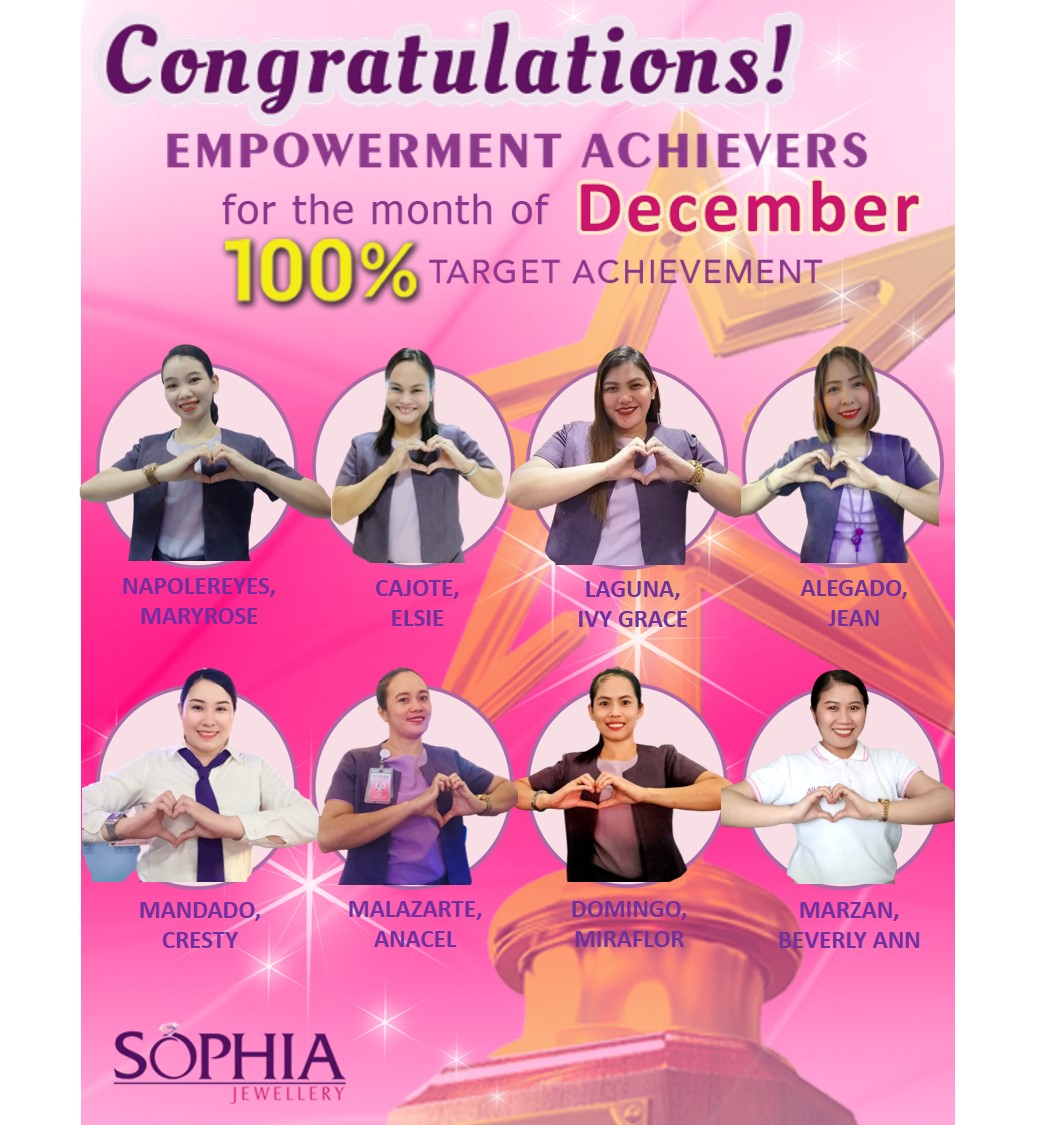 Congratulations!
EMPOWERMENT ACHIEVERS
for the month of December
100% TARGET ACHIEVEMENT
NAPOLEREYES,
MARYROSE
CAJOTE,
ELSIE
LAGUNA,
IVY GRACE
ALEGADO,
JEAN
MANDADO,
CRESTY
MALAZARTE,
ANACEL
DOMINGO,
MIRAFLOR
MARZAN,
BEVERLY ANN
SOPHIA
JEWELLERY